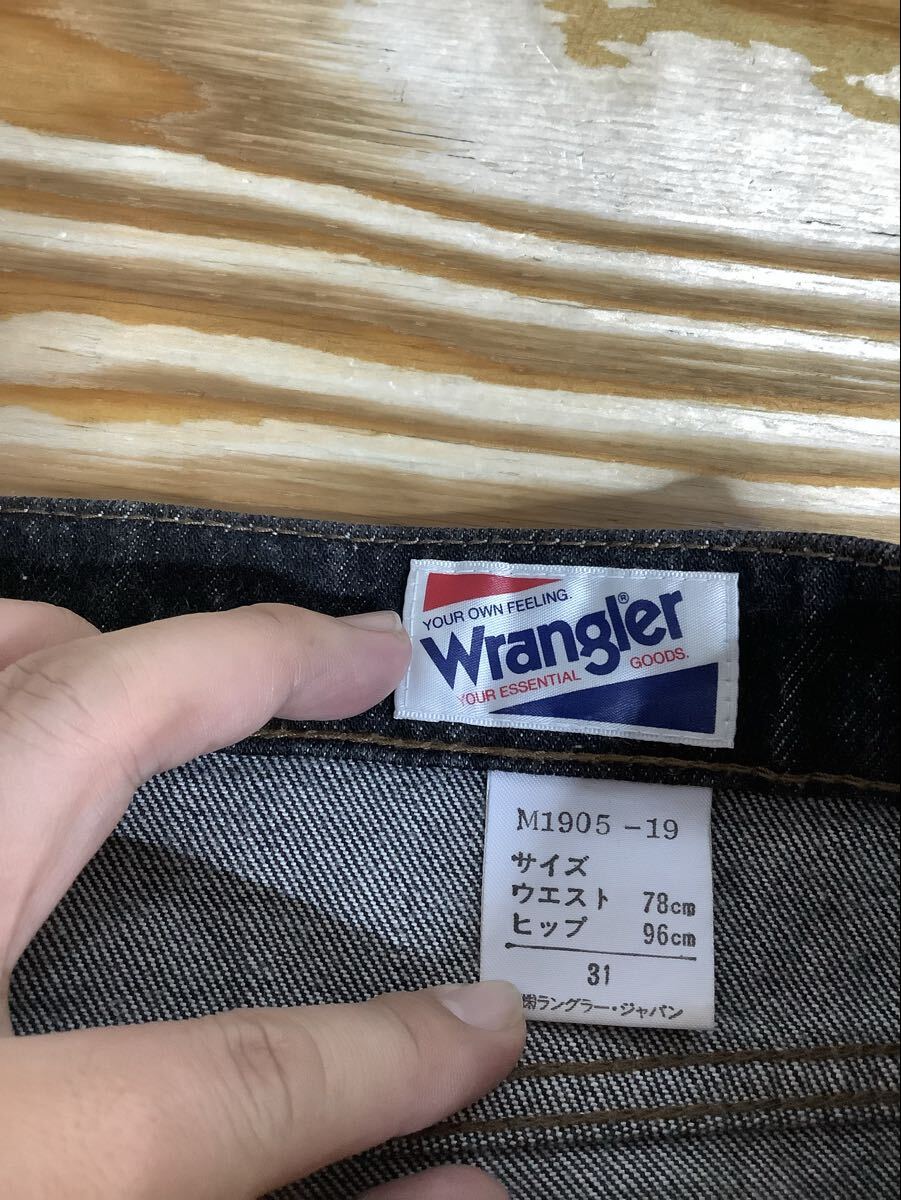 YOUR OWN FEELING.
Wrangler®
YOUR ESSENTIAL GOODS.
M1905-19
サイズ
ウエスト 78cm
ヒップ 96cm
31
㈱ラングラー・ジャパン